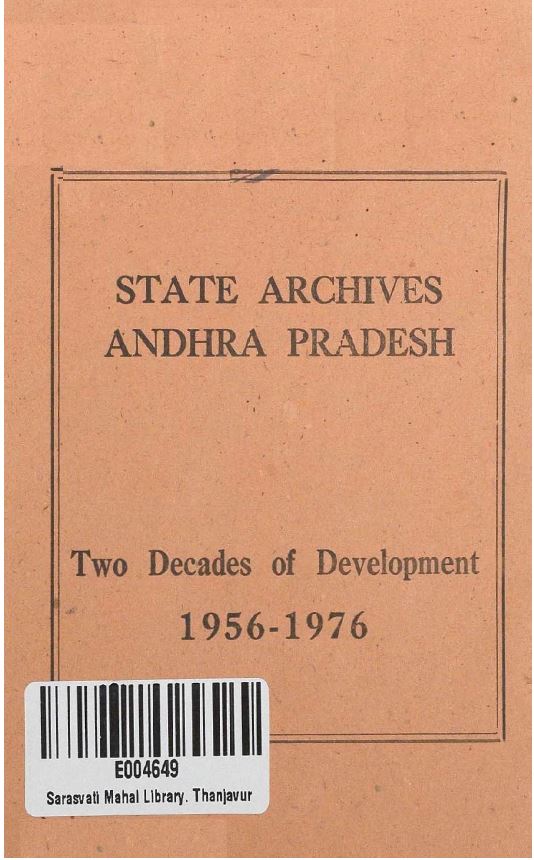 STATE ARCHIVES
ANDHRA PRADESH
Two Decades of Development
1956-1976
E004649
Sarasvati Mahal Library. Thanjavur